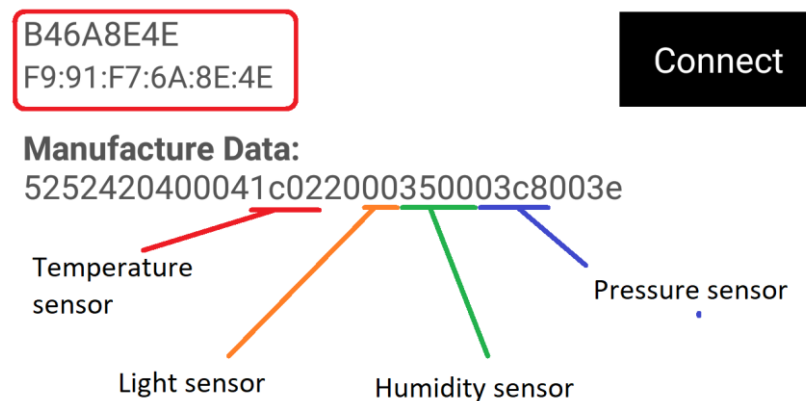 B46A8E4E
F9:91:F7:6A:8E:4E
Connect
Manufacture Data:
5252420400041c022000350003c8003e
Temperature
sensor
Pressure sensor
Light sensor
Humidity sensor